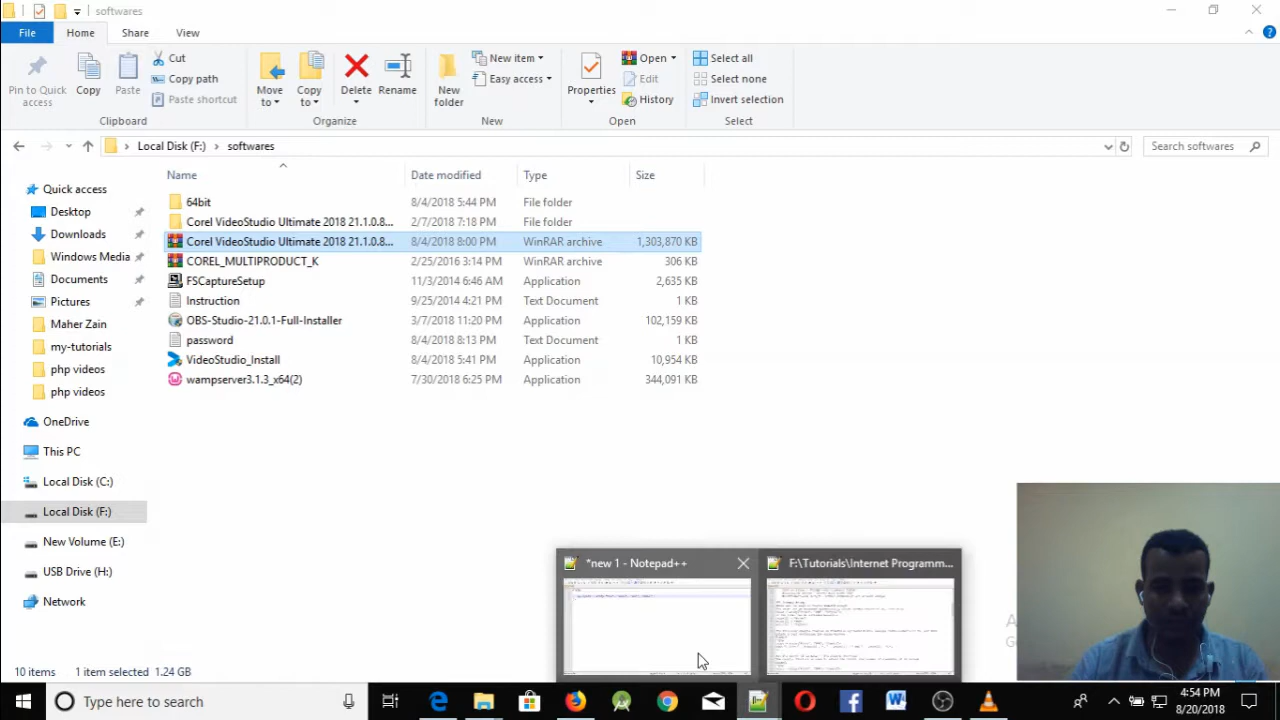 softwares
File Home Share View
Pin to Quick access
Copy
Paste
Cut
Copy path
Paste shortcut
Move to
Copy to
Delete
Rename
New folder
New item
Easy access
Properties
Open
Edit
History
Select all
Select none
Invert selection
Clipboard Organize New Open Select
Local Disk (F:) softwares
Search softwares
Name Date modified Type Size
64bit 8/4/2018 5:44 PM File folder
Corel VideoStudio Ultimate 2018 21.1.0.8... 2/7/2018 7:18 PM File folder
Corel VideoStudio Ultimate 2018 21.1.0.8... 8/4/2018 8:00 PM WinRAR archive 1,303,870 KB
COREL_MULTIPRODUCT_K 2/25/2016 3:14 PM WinRAR archive 306 KB
FSCaptureSetup 11/3/2014 6:46 AM Application 2,635 KB
Instruction 9/25/2014 4:21 PM Text Document 1 KB
OBS-Studio-21.0.1-Full-Installer 3/7/2018 11:20 PM Application 102,159 KB
password 8/4/2018 8:13 PM Text Document 1 KB
VideoStudio_Install 8/4/2018 5:41 PM Application 10,954 KB
wampserver3.1.3_x64(2) 7/30/2018 6:25 PM Application 344,091 KB
Quick access
Desktop
Downloads
Windows Media
Documents
Pictures
Maher Zain
my-tutorials
php videos
php videos
OneDrive
This PC
Local Disk (C:)
Local Disk (F:)
New Volume (E:)
USB Drive (H:)
Network
*new 1 - Notepad++
F:\Tutorials\Internet Programm...
1.24 GB
Type here to search
4:54 PM
8/20/2018